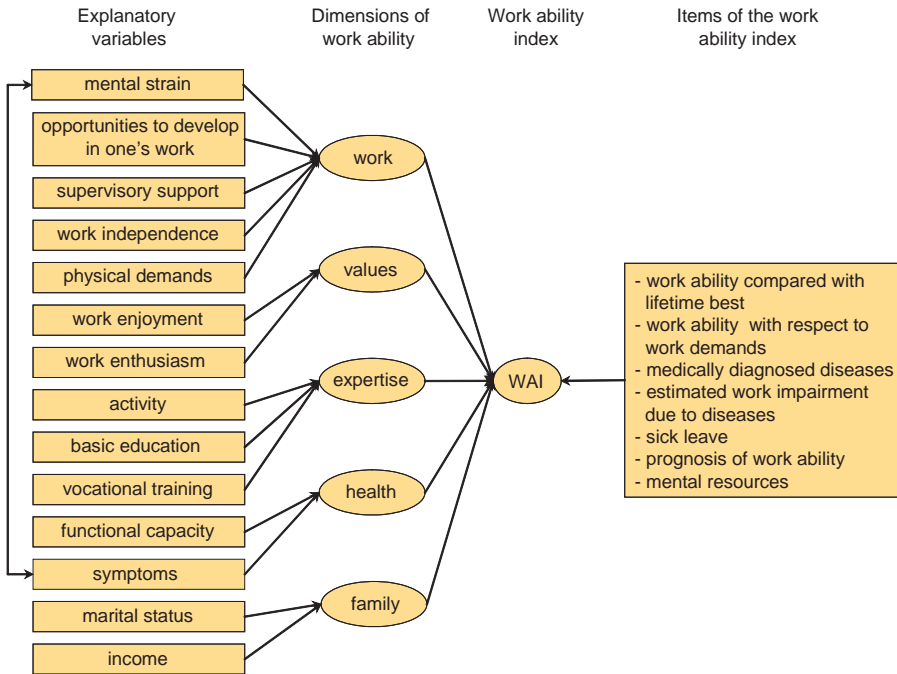 Explanatory
variables
Dimensions of
work ability
Work ability
index
Items of the work
ability index
mental strain
opportunities to develop
in one's work
supervisory support
work independence
physical demands
work enjoyment
work enthusiasm
activity
basic education
vocational training
functional capacity
symptoms
marital status
income
work
values
expertise
health
family
WAI
- work ability compared with
lifetime best
- work ability with respect to
work demands
- medically diagnosed diseases
- estimated work impairment
due to diseases
- sick leave
- prognosis of work ability
- mental resources